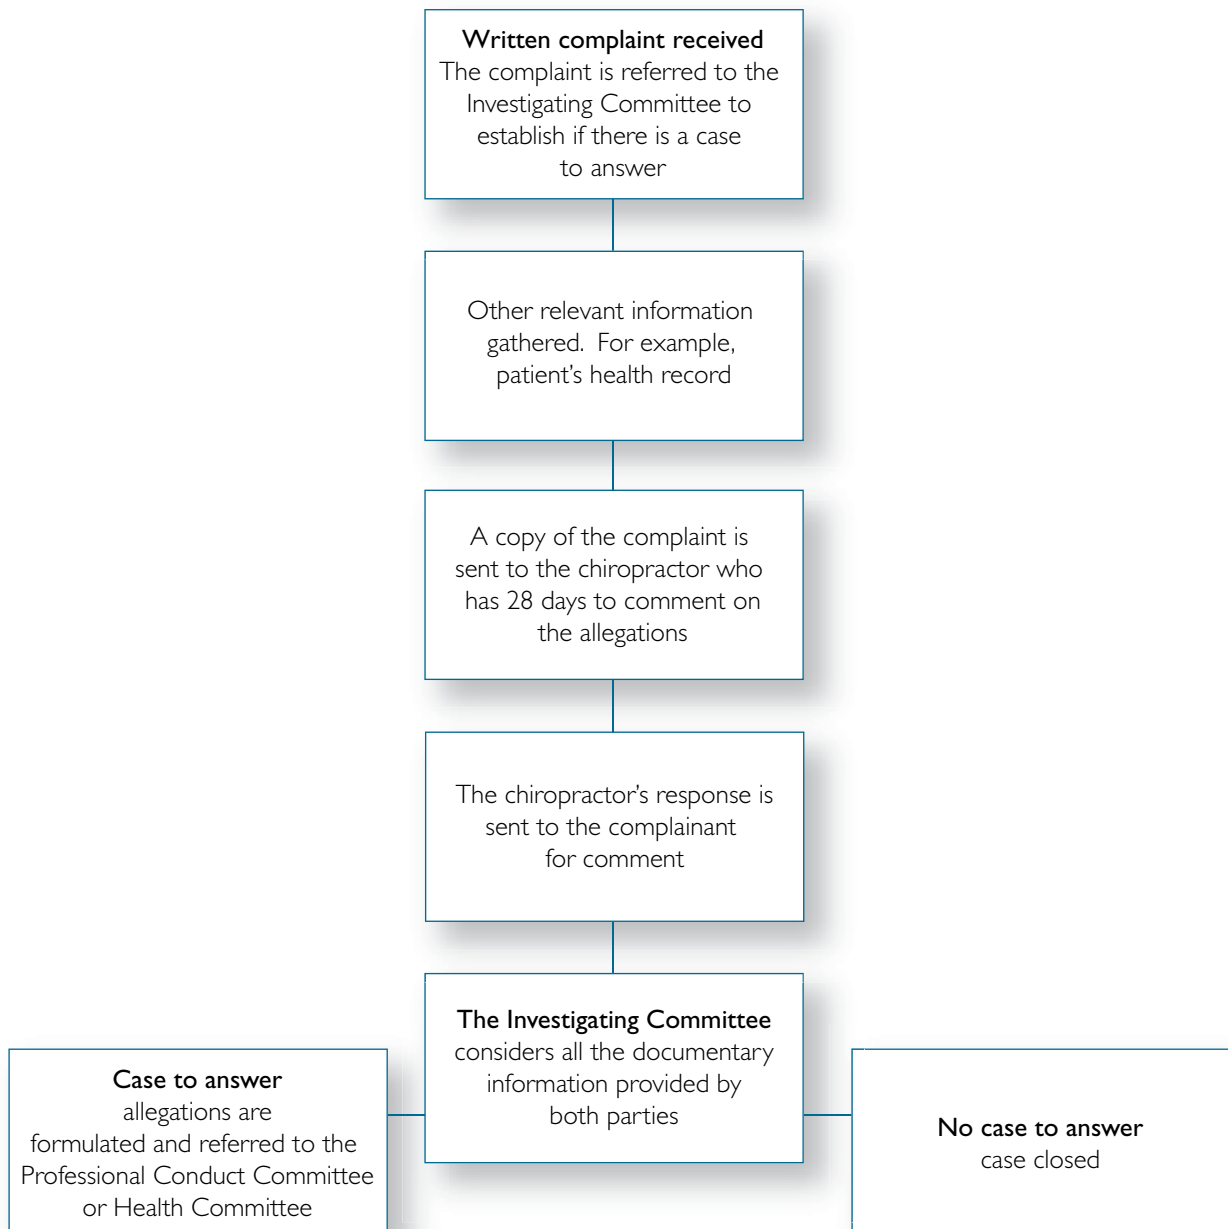 Written complaint received
The complaint is referred to the
Investigating Committee to
establish if there is a case
to answer
Other relevant information
gathered.  For example,
patient’s health record
A copy of the complaint is
sent to the chiropractor who
has 28 days to comment on
the allegations
The chiropractor’s response is
sent to the complainant
for comment
The Investigating Committee
considers all the documentary
information provided by
both parties
Case to answer
allegations are
formulated and referred to the
Professional Conduct Committee
or Health Committee
No case to answer
case closed